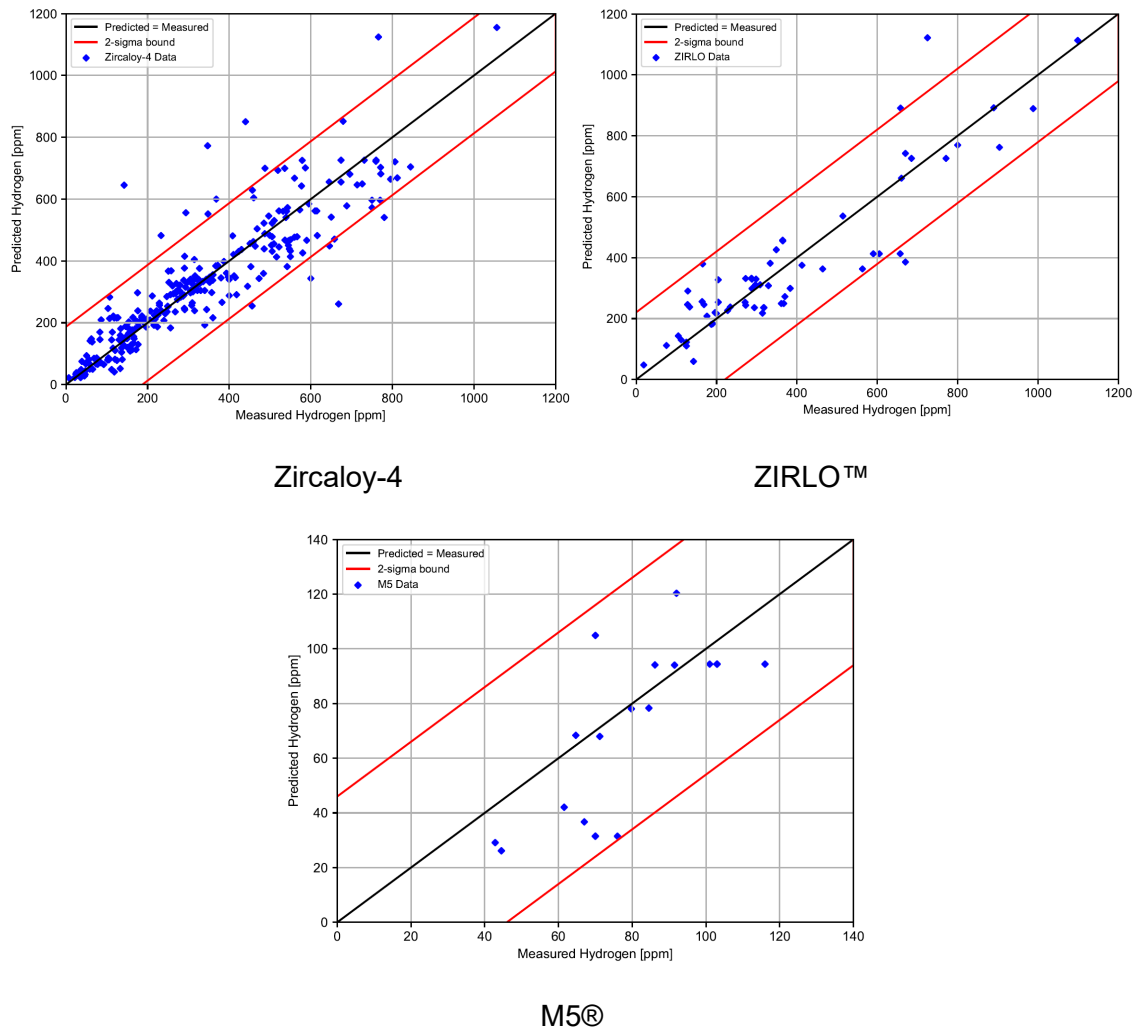 1200
1000
800
600
400
200
0
Predicted Hydrogen [ppm]
Predicted = Measured
2-sigma bound
Zircaloy-4 Data
0 200 400 600 800 1000 1200
Measured Hydrogen [ppm]
Zircaloy-4
1200
1000
800
600
400
200
0
Predicted Hydrogen [ppm]
Predicted = Measured
2-sigma bound
ZIRLO Data
0 200 400 600 800 1000 1200
Measured Hydrogen [ppm]
ZIRLO™
140
120
100
80
60
40
20
0
Predicted Hydrogen [ppm]
Predicted = Measured
2-sigma bound
M5 Data
0 20 40 60 80 100 120 140
Measured Hydrogen [ppm]
M5®